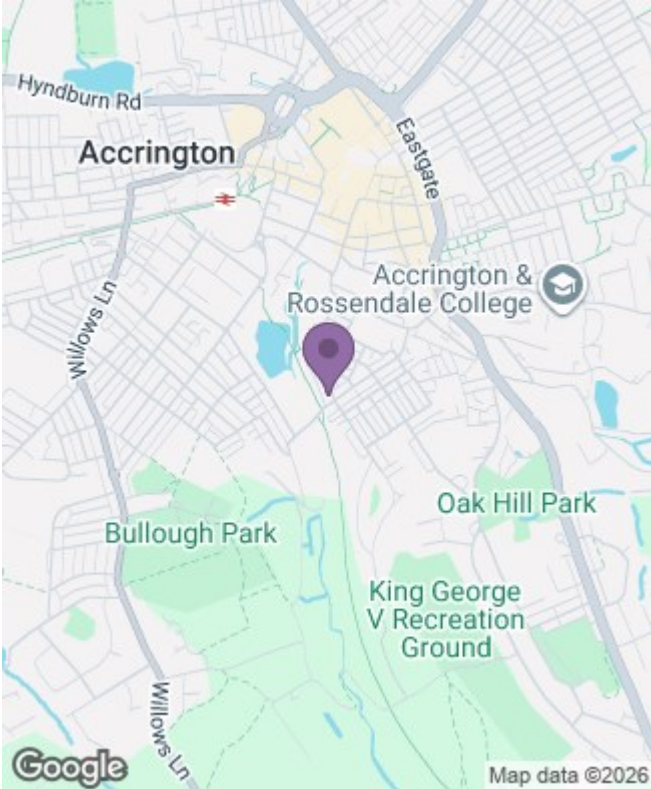 Hyndburn Rd
Accrington
Eastgate
Accrington &
Rossendale College
Willows Ln
Oak Hill Park
Bullough Park
King George
V Recreation
Ground
Willows Ln
Google
Map data ©2026